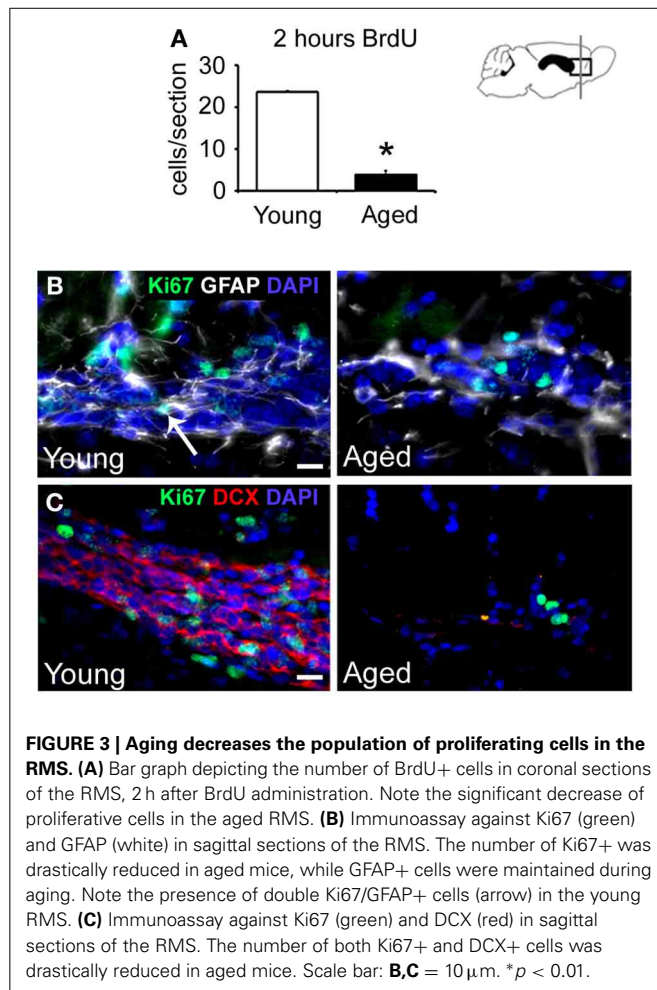 A
2 hours BrdU
cells/section
30
20
10
0
*
Young
Aged
B
Ki67 GFAP DAPI
Young
Aged
C
Ki67 DCX DAPI
Young
Aged
FIGURE 3 | Aging decreases the population of proliferating cells in the
RMS. (A) Bar graph depicting the number of BrdU+ cells in coronal sections
of the RMS, 2 h after BrdU administration. Note the significant decrease of
proliferative cells in the aged RMS. (B) Immunoassay against Ki67 (green)
and GFAP (white) in sagittal sections of the RMS. The number of Ki67+ was
drastically reduced in aged mice, while GFAP+ cells were maintained during
aging. Note the presence of double Ki67/GFAP+ cells (arrow) in the young
RMS. (C) Immunoassay against Ki67 (green) and DCX (red) in sagittal
sections of the RMS. The number of both Ki67+ and DCX+ cells was
drastically reduced in aged mice. Scale bar: B,C = 10 μm. *p < 0.01.